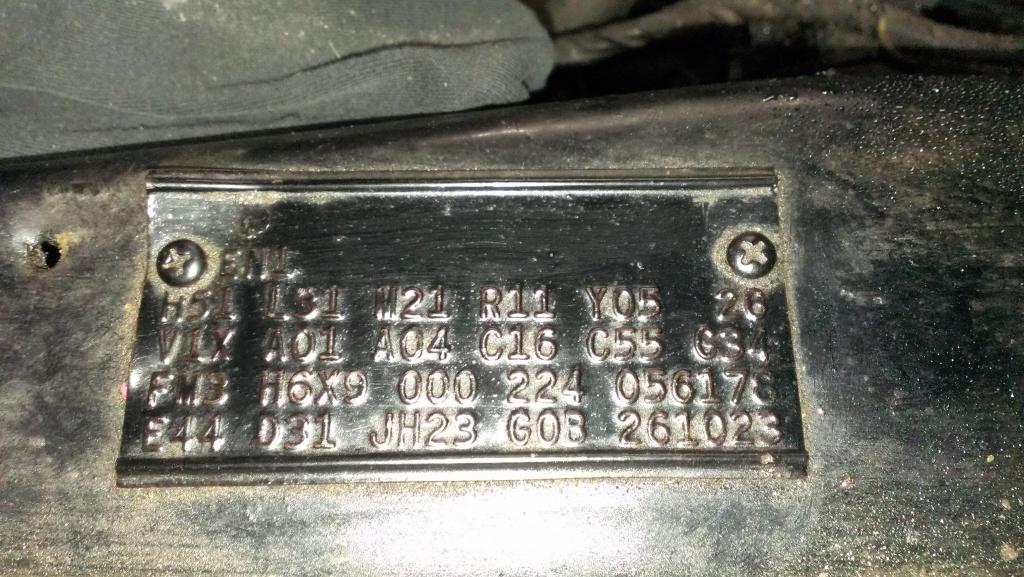 EN1
H51 L31 M21 R11 Y05 26
V1X A01 A04 C16 C55 G34
FM3 H6X9 000 224 056178
E44 D31 JH23 G0B 261023